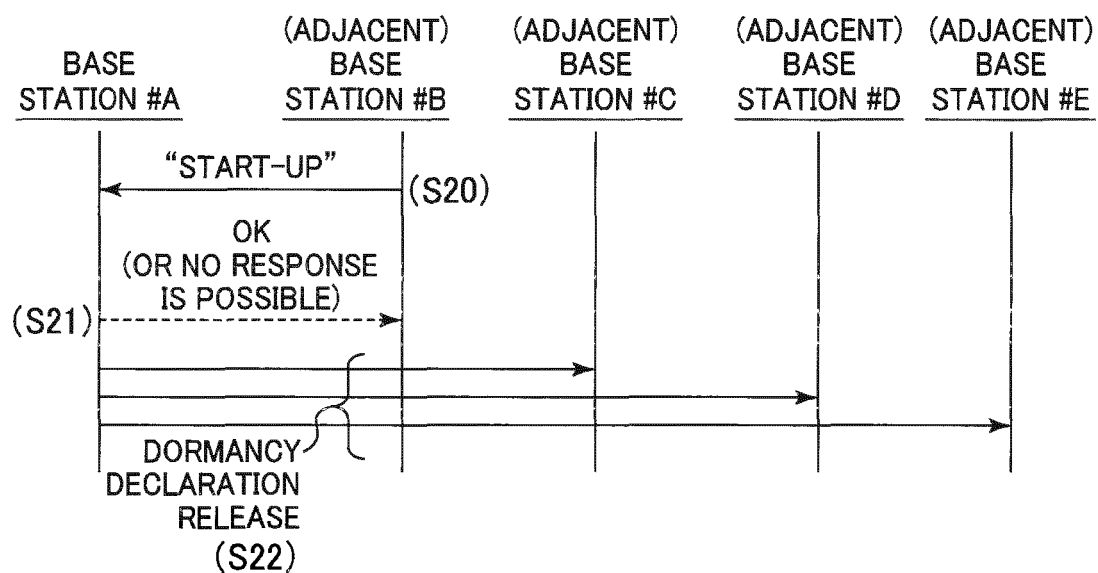 BASE
STATION #A
(ADJACENT)
BASE
STATION #B
(ADJACENT)
BASE
STATION #C
(ADJACENT)
BASE
STATION #D
(ADJACENT)
BASE
STATION #E
“START-UP”
(S20)
OK
(OR NO RESPONSE
IS POSSIBLE)
(S21)
DORMANCY
DECLARATION
RELEASE
(S22)